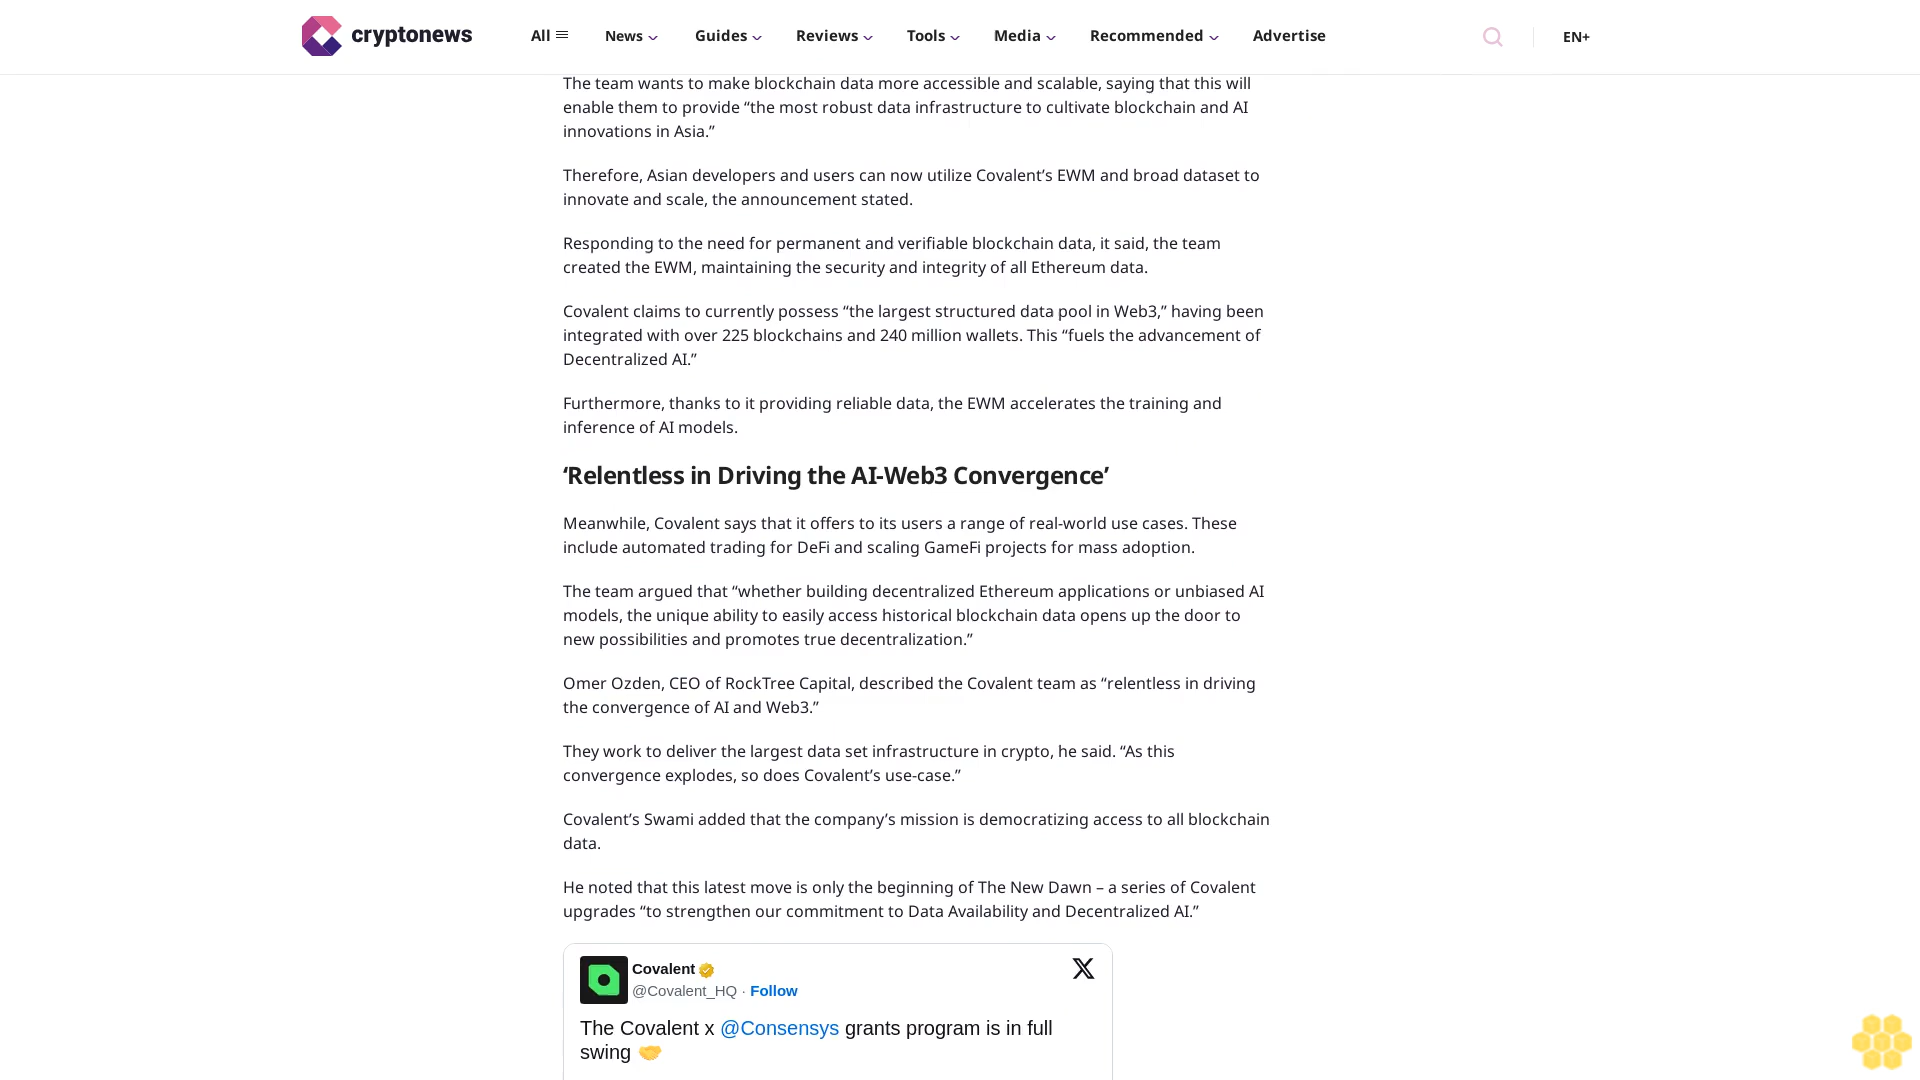 cryptonews
All
News
Guides
Reviews
Tools
Media
Recommended
Advertise
EN+
The team wants to make blockchain data more accessible and scalable, saying that this will
enable them to provide “the most robust data infrastructure to cultivate blockchain and AI
innovations in Asia.”
Therefore, Asian developers and users can now utilize Covalent’s EWM and broad dataset to
innovate and scale, the announcement stated.
Responding to the need for permanent and verifiable blockchain data, it said, the team
created the EWM, maintaining the security and integrity of all Ethereum data.
Covalent claims to currently possess “the largest structured data pool in Web3,” having been
integrated with over 225 blockchains and 240 million wallets. This “fuels the advancement of
Decentralized AI.”
Furthermore, thanks to it providing reliable data, the EWM accelerates the training and
inference of AI models.
‘Relentless in Driving the AI-Web3 Convergence’
Meanwhile, Covalent says that it offers to its users a range of real-world use cases. These
include automated trading for DeFi and scaling GameFi projects for mass adoption.
The team argued that “whether building decentralized Ethereum applications or unbiased AI
models, the unique ability to easily access historical blockchain data opens up the door to
new possibilities and promotes true decentralization.”
Omer Ozden, CEO of RockTree Capital, described the Covalent team as “relentless in driving
the convergence of AI and Web3.”
They work to deliver the largest data set infrastructure in crypto, he said. “As this
convergence explodes, so does Covalent’s use-case.”
Covalent’s Swami added that the company’s mission is democratizing access to all blockchain
data.
He noted that this latest move is only the beginning of The New Dawn – a series of Covalent
upgrades “to strengthen our commitment to Data Availability and Decentralized AI.”
Covalent
@Covalent_HQ · Follow
The Covalent x @Consensys grants program is in full
swing 🤝